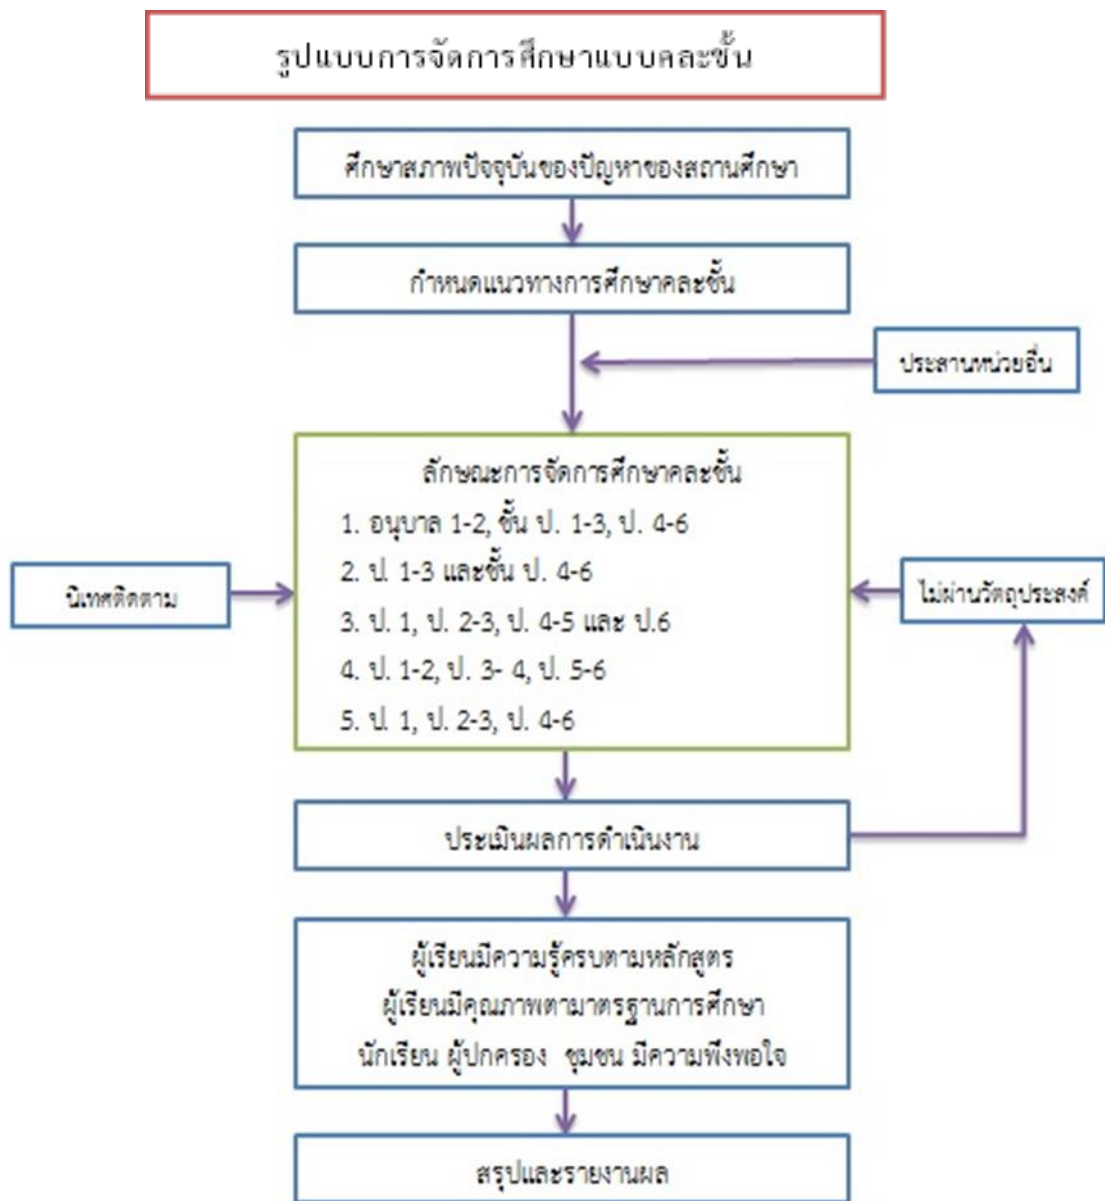 รูปแบบการจัดการศึกษาแบบคละชั้น
ศึกษาสภาพปัจจุบันของปัญหาของสถานศึกษา
กำหนดแนวทางการศึกษาคละชั้น
ประสานหน่วยอื่น
ลักษณะการจัดการศึกษาคละชั้น
1. อนุบาล 1-2, ชั้น ป. 1-3, ป. 4-6
2. ป. 1-3 และชั้น ป. 4-6
นิเทศติดตาม
ไม่ผ่านวัตถุประสงค์
3. ป. 1, ป. 2-3, ป. 4-5 และ ป.6
4. ป. 1-2, ป. 3- 4, ป. 5-6
5. ป. 1, ป. 2-3, ป. 4-6
ประเมินผลการดำเนินงาน
ผู้เรียนมีความรู้ครบตามหลักสูตร
ผู้เรียนมีคุณภาพตามาตรฐานการศึกษา
นักเรียน ผู้ปกครอง ชุมชน มีความพึงพอใจ
สรุปและรายงานผล